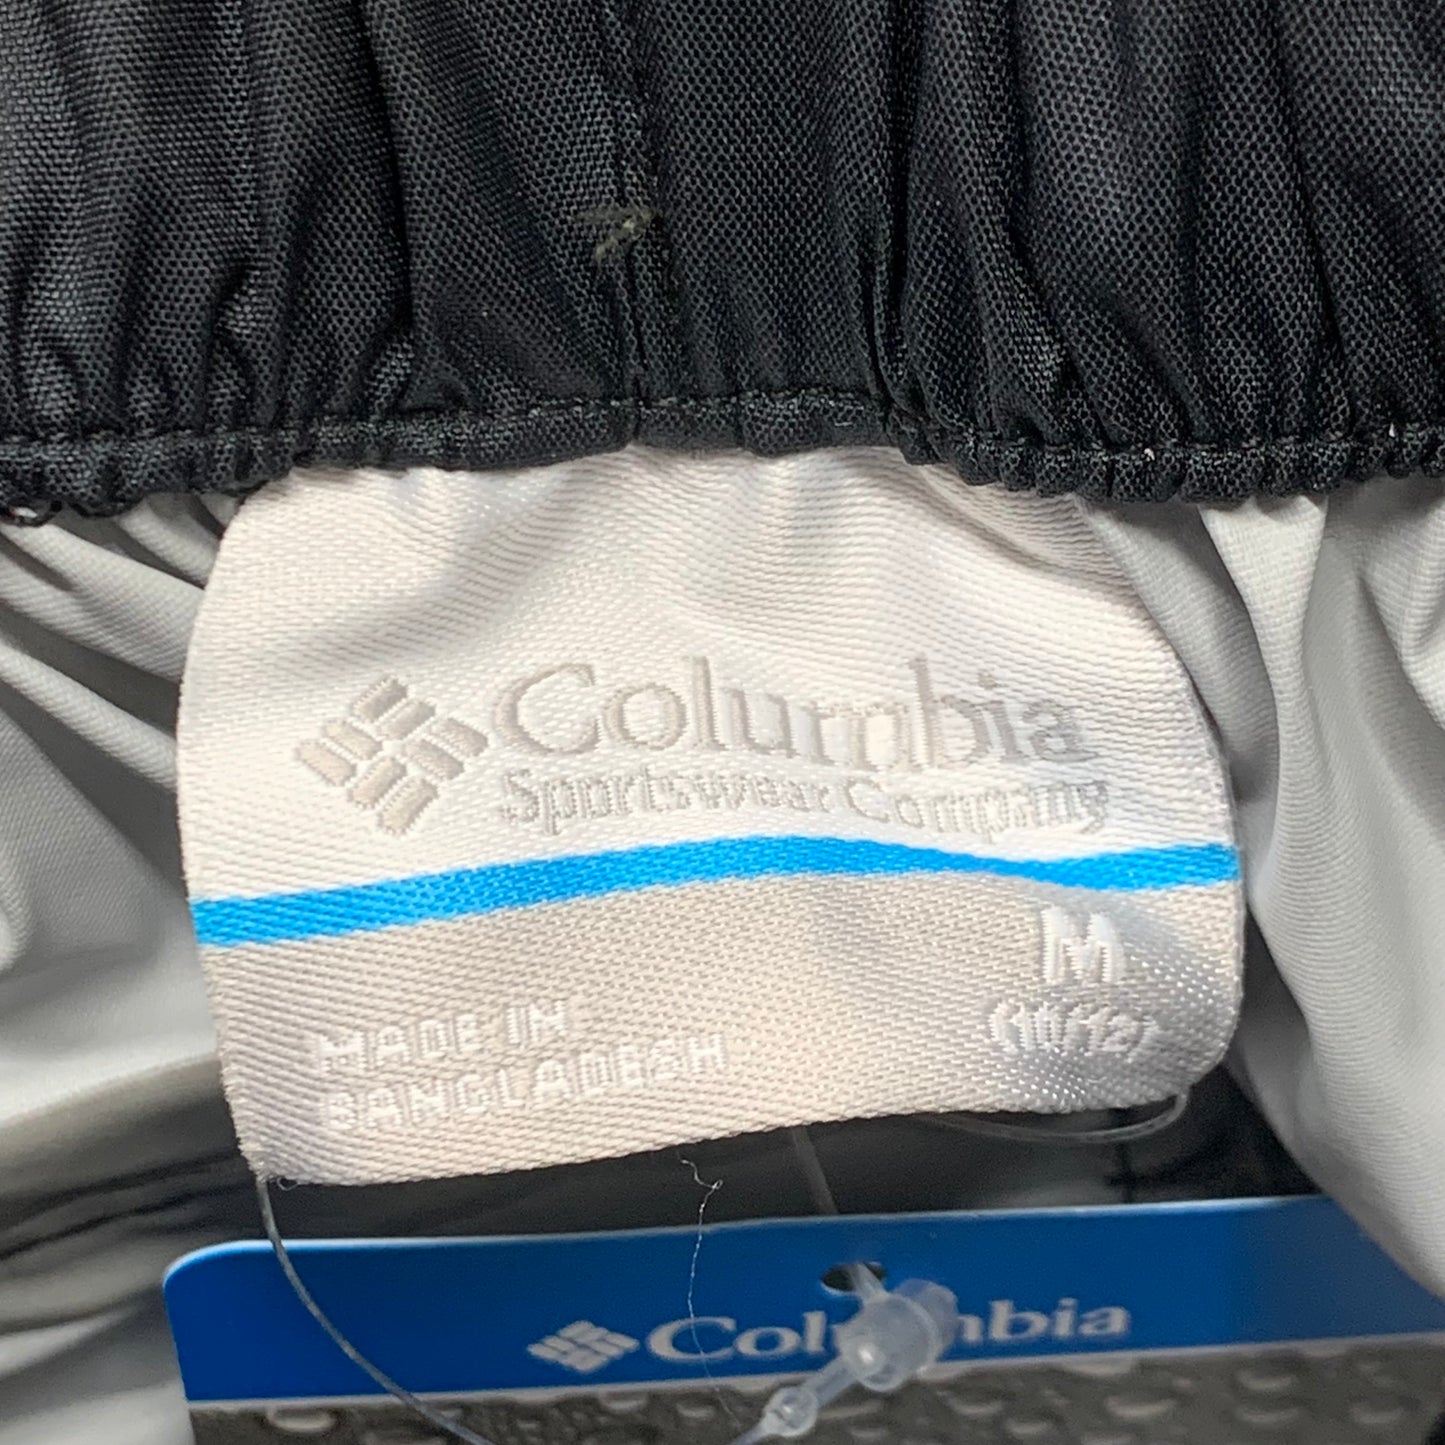 Columbia
Sportswear Company
M
(10/12)
MADE IN
BANGLADESH
Columbia